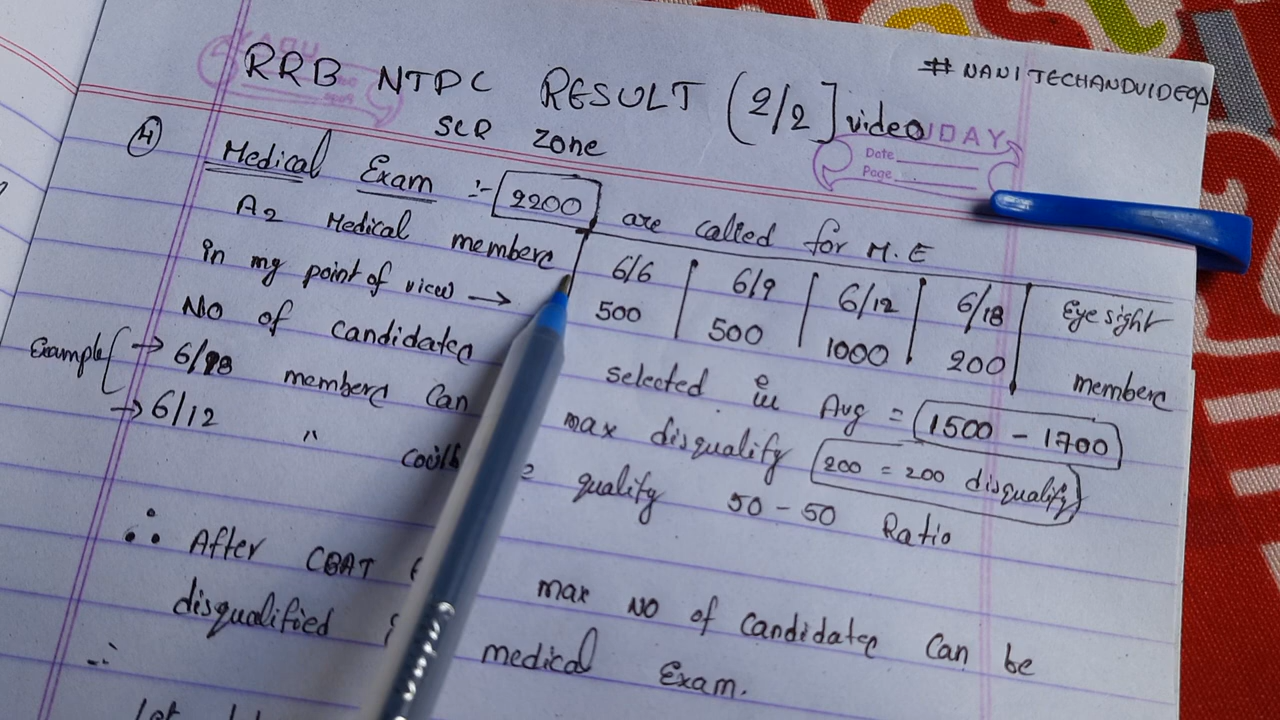 #NANITECHANDVIDEOS
RRB NTPC RESULT (2/2] video
SCR Zone
UNDAY
Date
Page
④ Medical Exam :- 2200 are called for M.E
A2 Medical members
in my point of view →
6/6 | 6/9 | 6/12 | 6/18 | Eye sight
500 | 500 | 1000 | 200 | members
No of candidates selected in Avg = 1500 - 1700
Example → 6/18 members can max disqualify 200 = 200 disqualify
→ 6/12 " qualify 50 - 50 Ratio
∴ After CBAT max NO of candidates can be
disqualified medical Exam.